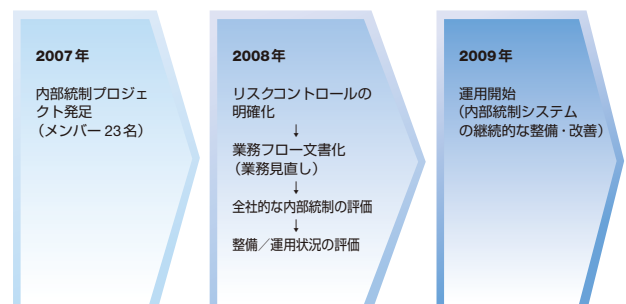 2007年
内部統制プロジェ
クト発足
（メンバー23名）
2008年
リスクコントロールの
明確化
↓
業務フロー文書化
（業務見直し）
↓
全社的な内部統制の評価
↓
整備／運用状況の評価
2009年
運用開始
(内部統制システム
の継続的な整備・改善）